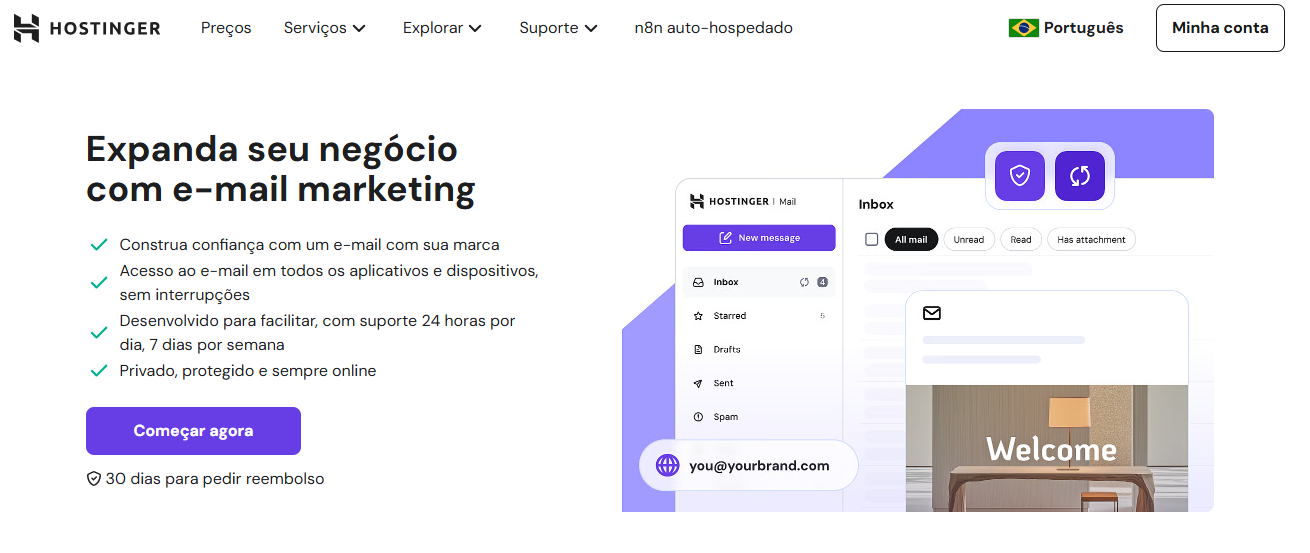 HOSTINGER
Preços
Serviços
Explorar
Suporte
n8n auto-hospedado
Português
Minha conta
Expanda seu negócio
com e-mail marketing
Construa confiança com um e-mail com sua marca
Acesso ao e-mail em todos os aplicativos e dispositivos,
sem interrupções
Desenvolvido para facilitar, com suporte 24 horas por
dia, 7 dias por semana
Privado, protegido e sempre online
Começar agora
30 dias para pedir reembolso
HOSTINGER | Mail
New message
Inbox 4
Starred 5
Drafts
Sent
Spam
you@yourbrand.com
Inbox
All mail Unread Read Has attachment
Welcome